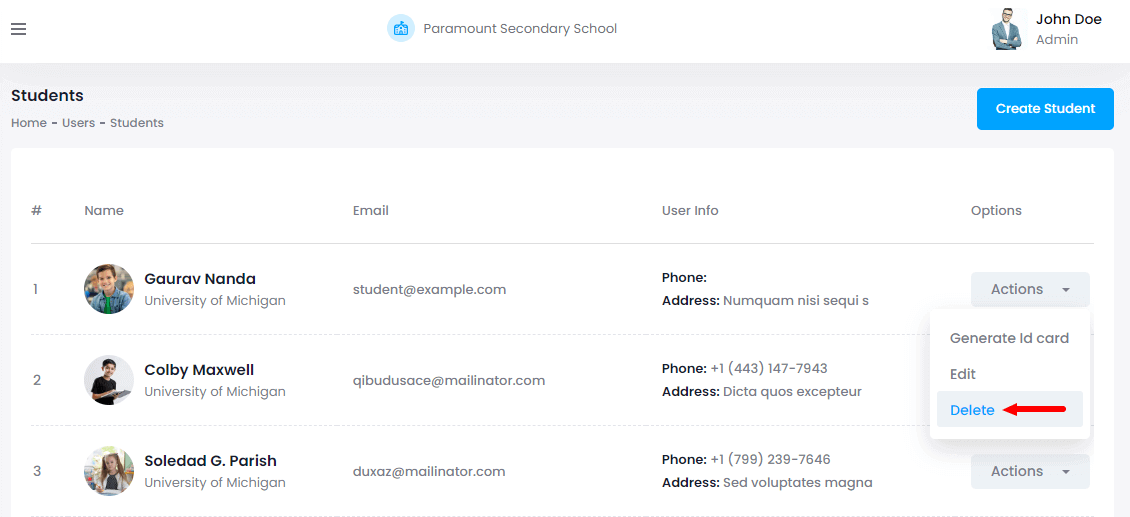 Paramount Secondary School
John Doe
Admin
Students
Home - Users - Students
Create Student
# Name Email User Info Options
1 Gaurav Nanda
University of Michigan
student@example.com
Phone:
Address: Numquam nisi sequi s
Actions
Generate Id card
Edit
Delete
2 Colby Maxwell
University of Michigan
qibudusace@mailinator.com
Phone: +1 (443) 147-7943
Address: Dicta quos excepteur
3 Soledad G. Parish
University of Michigan
duxaz@mailinator.com
Phone: +1 (799) 239-7646
Address: Sed voluptates magna
Actions